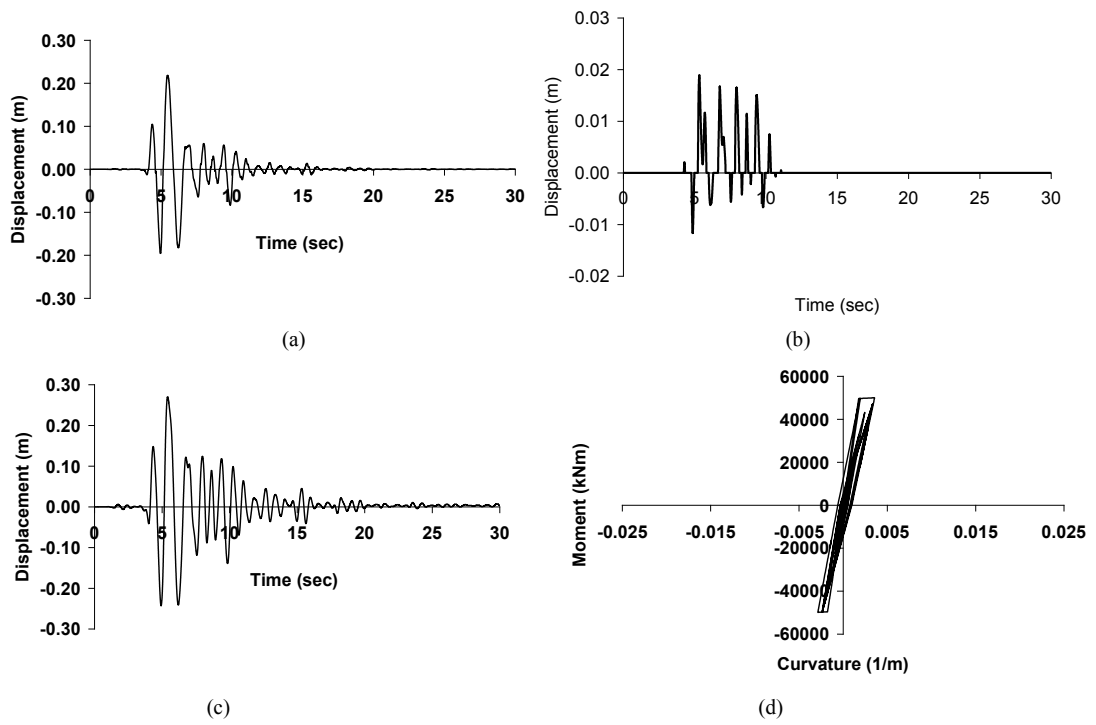 0.30
0.20
0.10
0.00
-0.10
-0.20
-0.30
0 5 10 15 20 25 30
Displacement (m)
Time (sec)
(a)
0.03
0.02
0.01
0.00
-0.01
-0.02
0 5 10 15 20 25 30
Displacement (m)
Time (sec)
(b)
0.30
0.20
0.10
0.00
-0.10
-0.20
-0.30
0 5 10 15 20 25 30
Displacement (m)
Time (sec)
(c)
60000
40000
20000
0
-20000
-40000
-60000
-0.025 -0.015 -0.005 0.005 0.015 0.025
Moment (kNm)
Curvature (1/m)
(d)